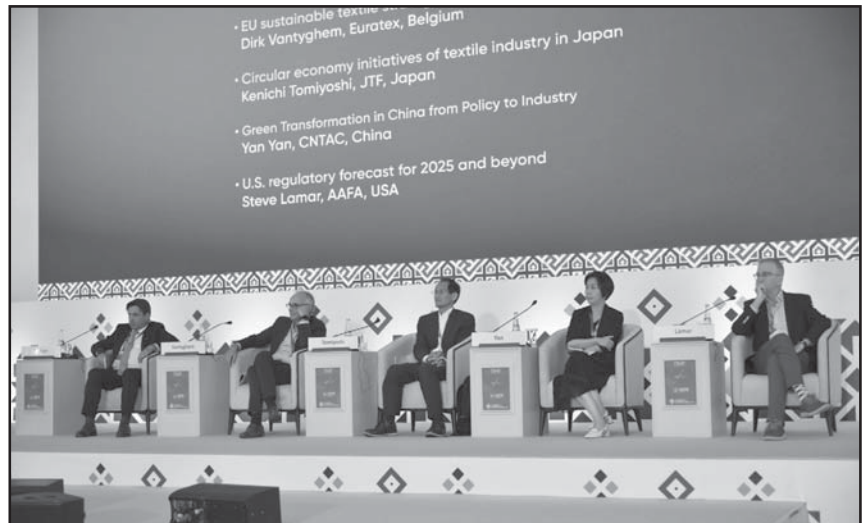 • EU sustainable textile
Dirk Vantyghem, Euratex, Belgium
• Circular economy initiatives of textile industry in Japan
Kenichi Tomiyoshi, JTF, Japan
• Green Transformation in China from Policy to Industry
Yan Yan, CNTAC, China
• U.S. regulatory forecast for 2025 and beyond
Steve Lamar, AAFA, USA
Yan
Lamar